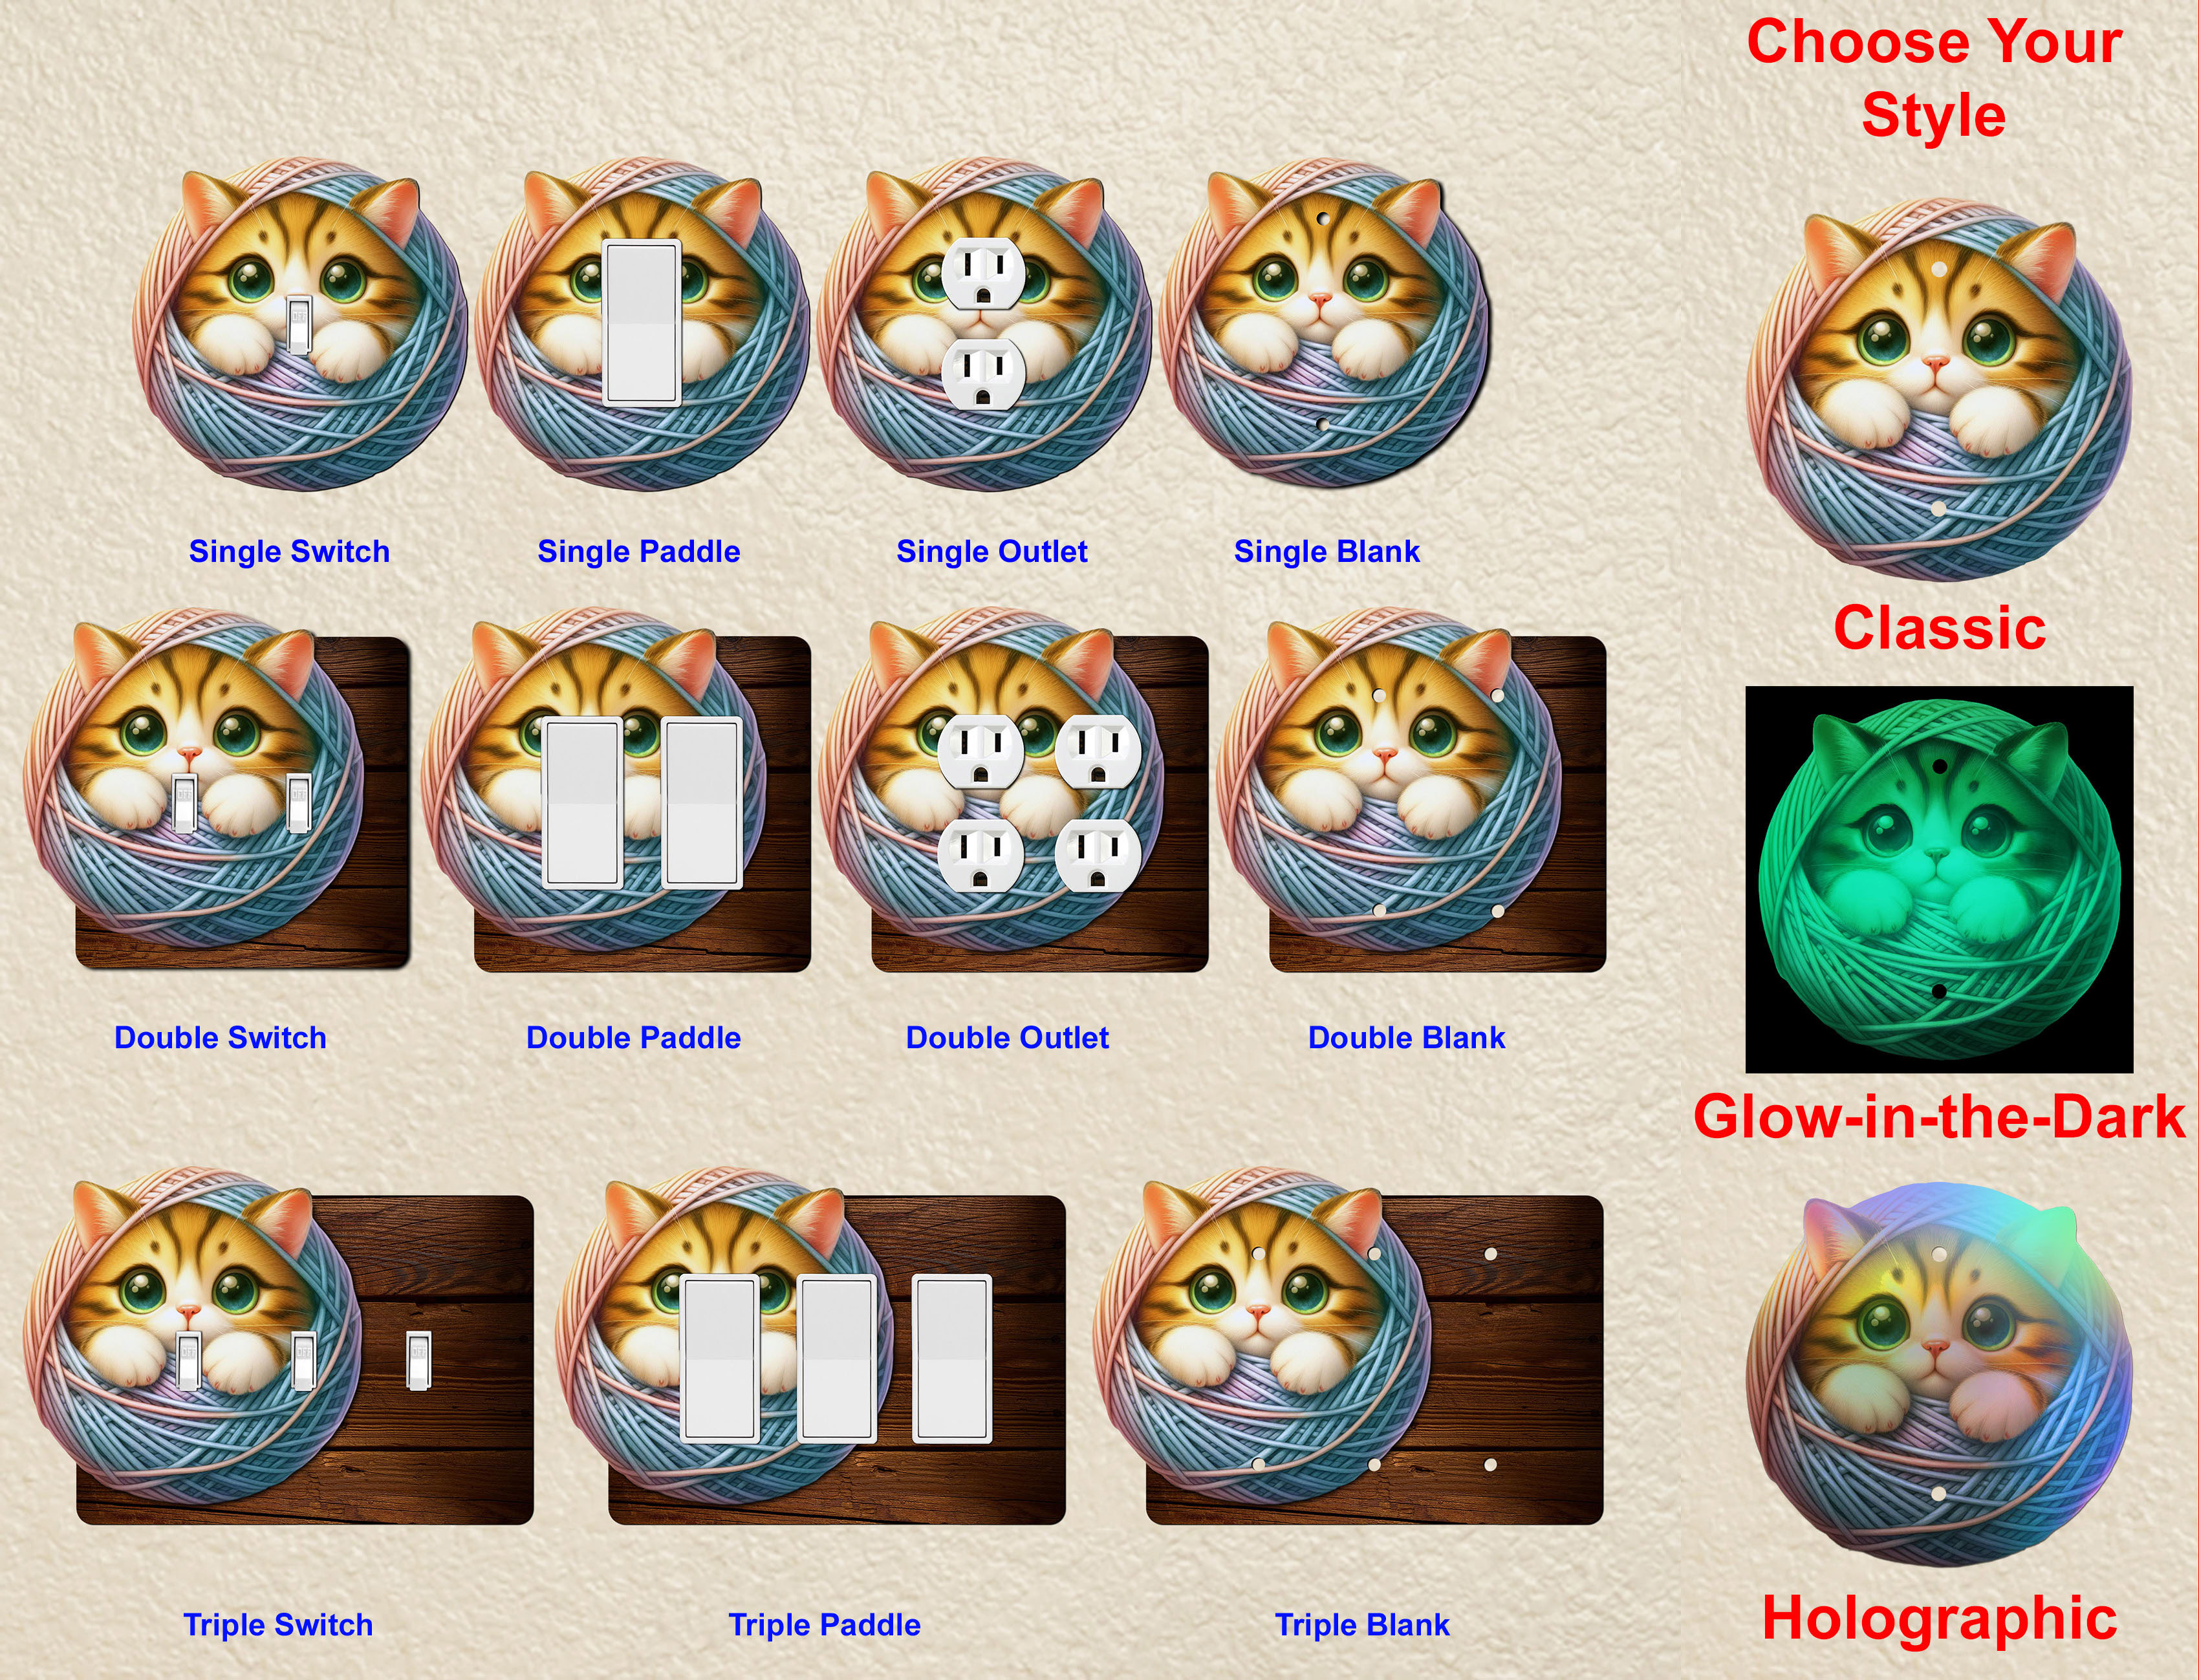 Choose Your
Style
Single Switch
Single Paddle
Single Outlet
Single Blank
Classic
Double Switch
Double Paddle
Double Outlet
Double Blank
Glow-in-the-Dark
Triple Switch
Triple Paddle
Triple Blank
Holographic